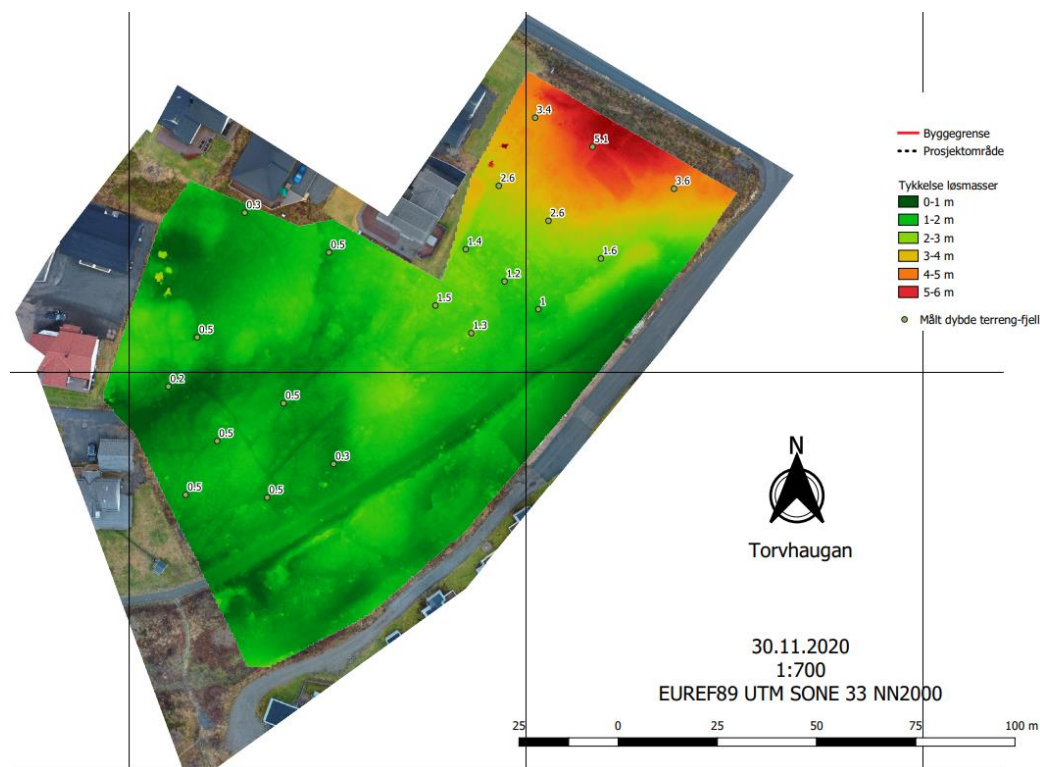 3.4
5.1
2.6
3.6
0.3
2.6
0.5
1.4
1.6
1.2
1.5
1
1.3
0.5
0.2
0.5
0.5
0.3
0.5
0.5
Byggegrense
Prosjektområde
Tykkelse løsmasser
0-1 m
1-2 m
2-3 m
3-4 m
4-5 m
5-6 m
Målt dybde terreng-fjell
N
Torvhaugan
30.11.2020
1:700
EUREF89 UTM SONE 33 NN2000
25 0 25 50 75 100 m